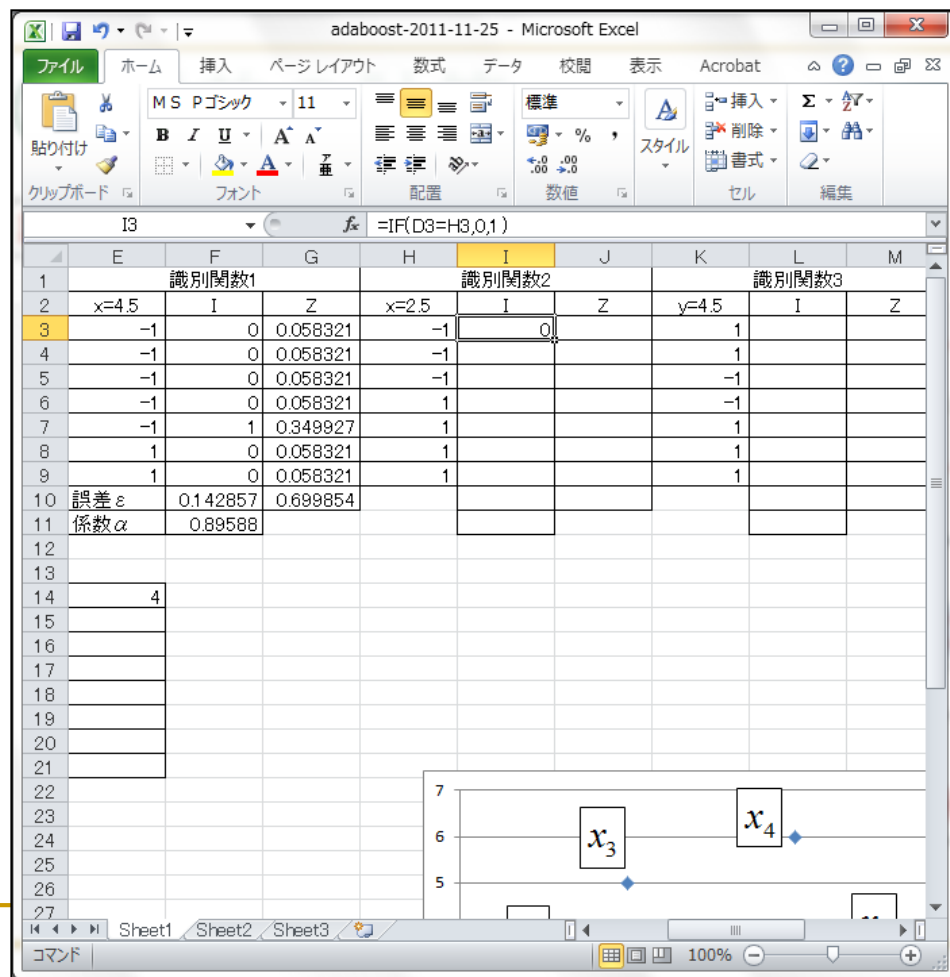 adaboost-2011-11-25 - Microsoft Excel
ファイル ホーム 挿入 ページ レイアウト 数式 データ 校閲 表示 Acrobat
貼り付け
MS Pゴシック 11
B I U A A
A 亜
標準
% ,
スタイル
挿入
削除
書式
Σ
クリップボード フォント 配置 数値 セル 編集
I3 fx =IF(D3=H3,0,1)
E F G H I J K L M
1 識別関数1 識別関数2 識別関数3
2 x=4.5 I Z x=2.5 I Z y=4.5 I Z
3 -1 0 0.058321 -1 0 1
4 -1 0 0.058321 -1 1
5 -1 0 0.058321 -1 -1
6 -1 0 0.058321 1 -1
7 -1 1 0.349927 1 1
8 1 0 0.058321 1 1
9 1 0 0.058321 1 1
10 誤差ε 0.142857 0.699854
11 係数α 0.89588
12
13
14 4
15
16
17
18
19
20
21
22
23
24
25
26
27
7
6
5
x3
x4
Sheet1 Sheet2 Sheet3
コマンド 100%